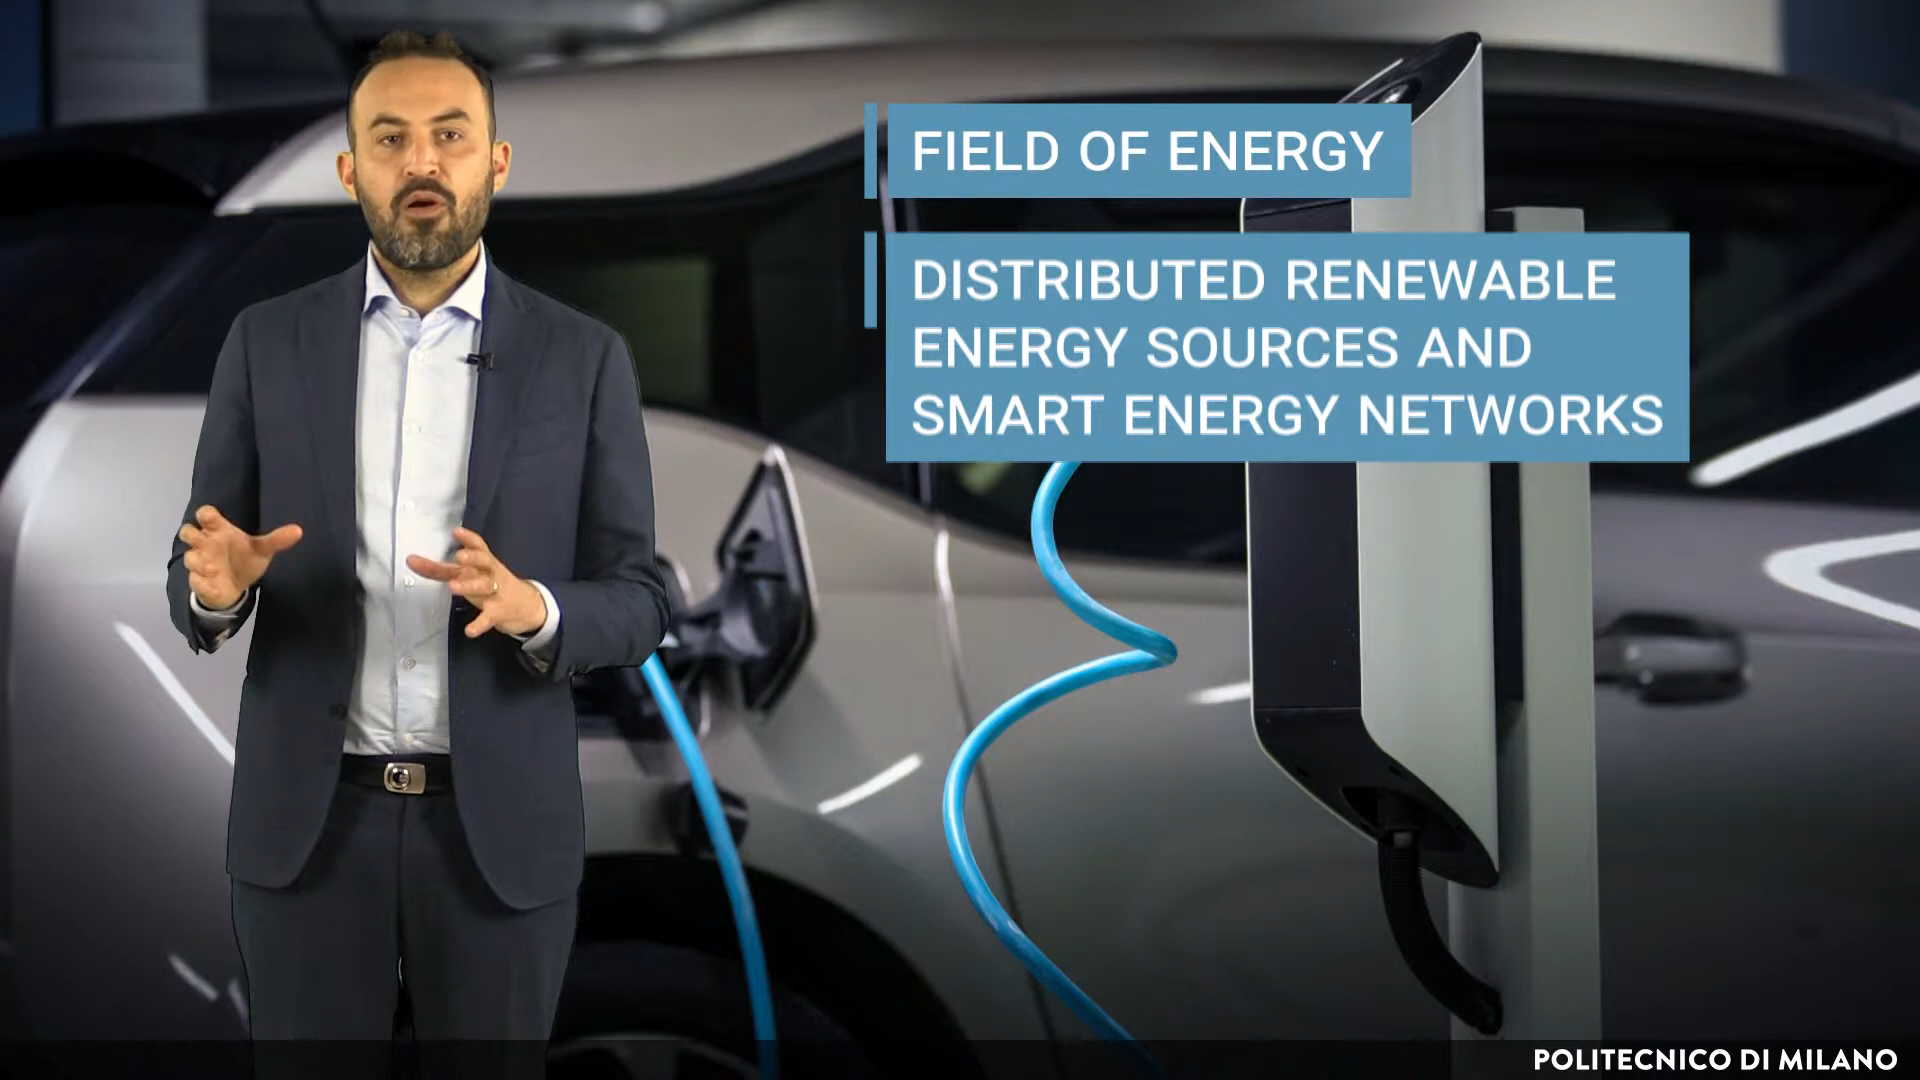 FIELD OF ENERGY
DISTRIBUTED RENEWABLE
ENERGY SOURCES AND
SMART ENERGY NETWORKS
POLITECNICO DI MILANO